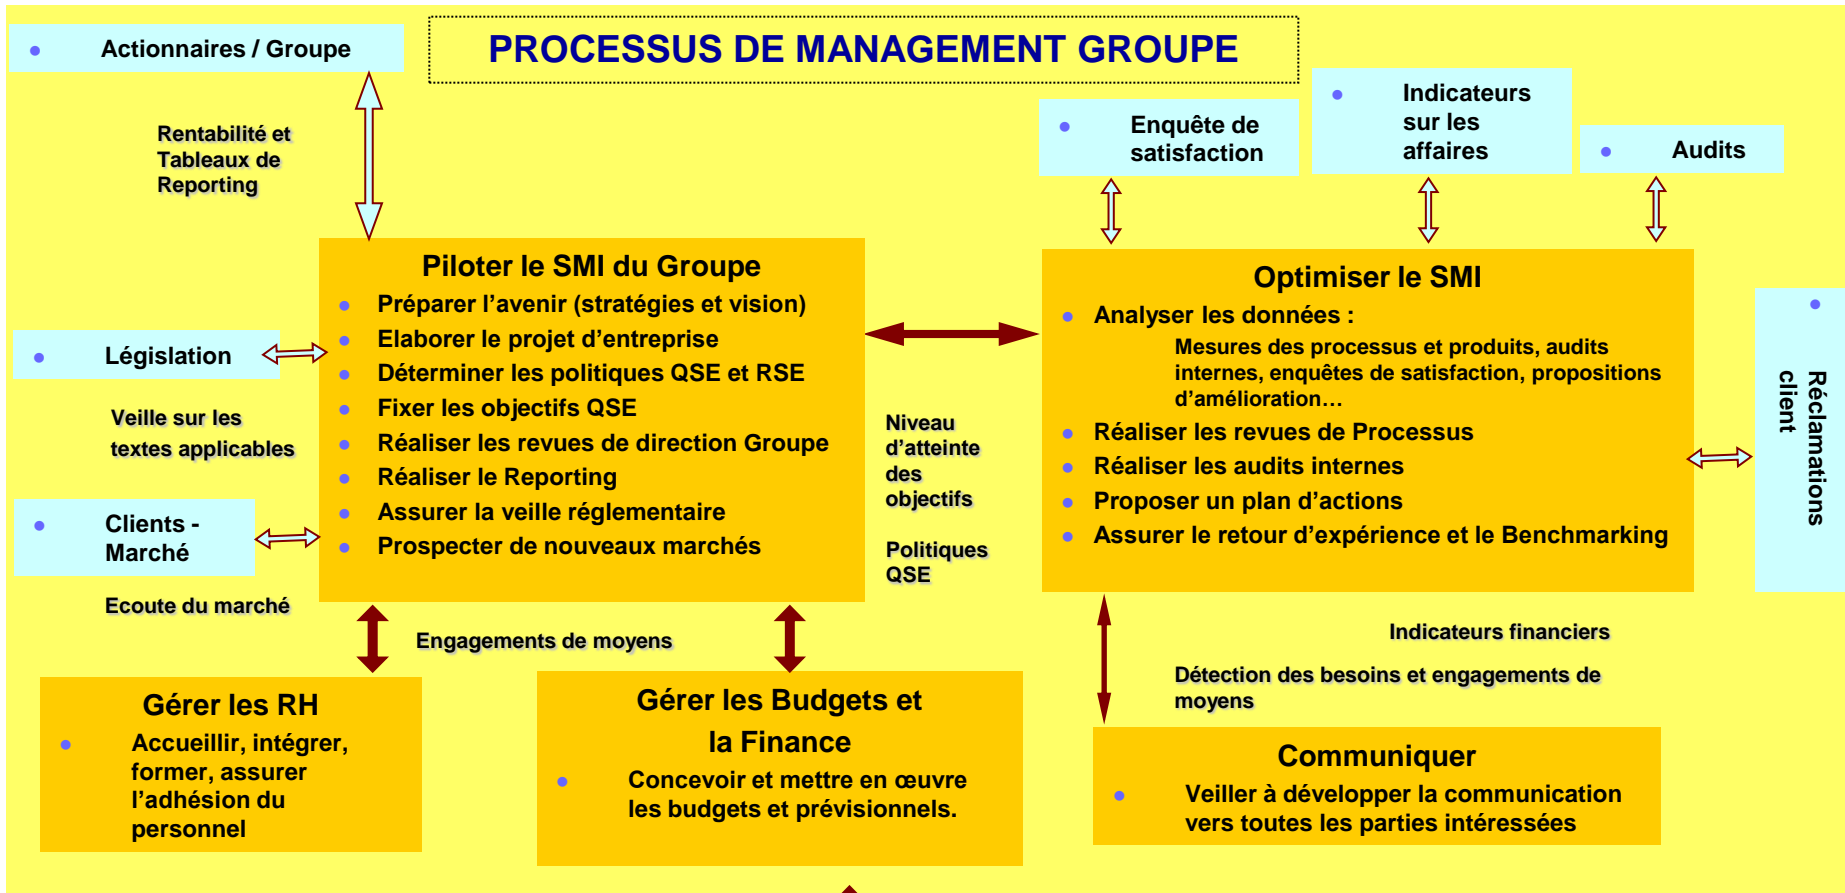 PROCESSUS DE MANAGEMENT GROUPE
Actionnaires / Groupe
Rentabilité et
Tableaux de
Reporting
Enquête de
satisfaction
Indicateurs
sur les
affaires
Audits
Piloter le SMI du Groupe
Préparer l’avenir (stratégies et vision)
Elaborer le projet d’entreprise
Déterminer les politiques QSE et RSE
Fixer les objectifs QSE
Réaliser les revues de direction Groupe
Réaliser le Reporting
Assurer la veille réglementaire
Prospecter de nouveaux marchés
Législation
Veille sur les
textes applicables
Clients -
Marché
Ecoute du marché
Niveau
d’atteinte
des
objectifs
Politiques
QSE
Optimiser le SMI
Analyser les données :
Mesures des processus et produits, audits
internes, enquêtes de satisfaction, propositions
d’amélioration…
Réaliser les revues de Processus
Réaliser les audits internes
Proposer un plan d’actions
Assurer le retour d’expérience et le Benchmarking
Réclamations
client
Engagements de moyens
Indicateurs financiers
Détection des besoins et engagements de
moyens
Gérer les RH
Accueillir, intégrer,
former, assurer
l’adhésion du
personnel
Gérer les Budgets et
la Finance
Concevoir et mettre en œuvre
les budgets et prévisionnels.
Communiquer
Veiller à développer la communication
vers toutes les parties intéressées